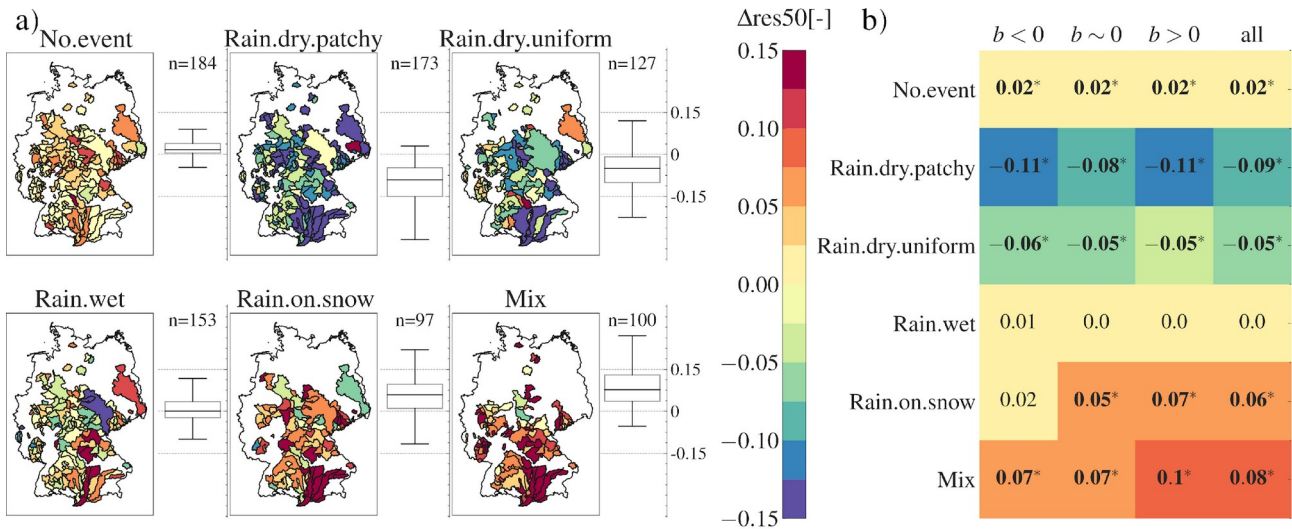 a)
No.event
Rain.dry.patchy
Rain.dry.uniform
n=184
n=173
n=127
0.15
0
-0.15
Rain.wet
Rain.on.snow
Mix
n=153
n=97
n=100
0.15
0
-0.15
Δres50[-]
0.15
0.10
0.05
0.00
−0.05
−0.10
−0.15
b)
b < 0 b ∼ 0 b > 0 all
No.event 0.02* 0.02* 0.02* 0.02*
Rain.dry.patchy −0.11* −0.08* −0.11* −0.09*
Rain.dry.uniform −0.06* −0.05* −0.05* −0.05*
Rain.wet 0.01 0.0 0.0 0.0
Rain.on.snow 0.02 0.05* 0.07* 0.06*
Mix 0.07* 0.07* 0.1* 0.08*